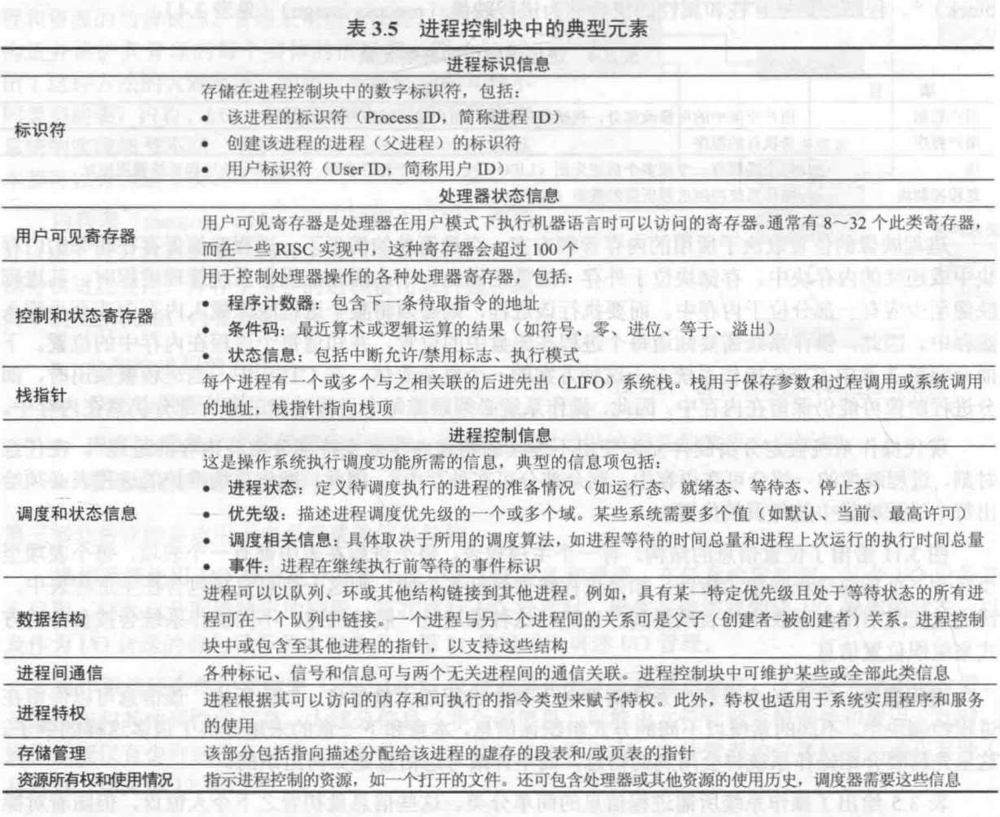 表 3.5 进程控制块中的典型元素
进程标识信息
标识符
存储在进程控制块中的数字标识符，包括：
• 该进程的标识符（Process ID，简称进程 ID）
• 创建该进程的进程（父进程）的标识符
• 用户标识符（User ID，简称用户 ID）
处理器状态信息
用户可见寄存器
用户可见寄存器是处理器在用户模式下执行机器语言时可以访问的寄存器.通常有 8~32 个此类寄存器，
而在一些 RISC 实现中，这种寄存器会超过 100 个
控制和状态寄存器
用于控制处理器操作的各种处理器寄存器，包括：
• 程序计数器：包含下一条待取指令的地址
条件码：最近算术或逻辑运算的结果（如符号、零、进位、等于、溢出）
• 状态信息：包括中断允许/禁用标志、执行模式
栈指针
每个进程有一个或多个与之相关联的后进先出（LIFO）系统栈。栈用于保存参数和过程调用或系统调用
的地址，栈指针指向栈顶
进程控制信息
调度和状态信息
这是操作系统执行调度功能所需的信息，典型的信息项包括：
• 进程状态：定义待调度执行的进程的准备情况（如运行态、就绪态、等待态、停止态）
• 优先级：描述进程调度优先级的一个或多个域。某些系统需要多个值（如默认、当前、最高许可）
• 调度相关信息：具体取决于所用的调度算法，如进程等待的时间总量和进程上次运行的执行时间总量
• 事件：进程在继续执行前等待的事件标识
数据结构
进程可以以队列、环或其他结构链接到其他进程。例如，具有某一特定优先级且处于等待状态的所有进
程可在一个队列中链接。一个进程与另一个进程间的关系可是父子（创建者-被创建者）关系。进程控制
块中或包含至其他进程的指针，以支持这些结构
进程间通信
各种标记、信号和信息可与两个无关进程间的通信关联。进程控制块中可维护某些或全部此类信息
进程特权
进程根据其可以访问的内存和可执行的指令类型来赋予特权。此外，特权也适用于系统实用程序和服务
的使用
存储管理
该部分包括指向描述分配给该进程的虚存的段表和/或页表的指针
资源所有权和使用情况
指示进程控制的资源，如一个打开的文件。还可包含处理器或其他资源的使用历史，调度器需要这些信息